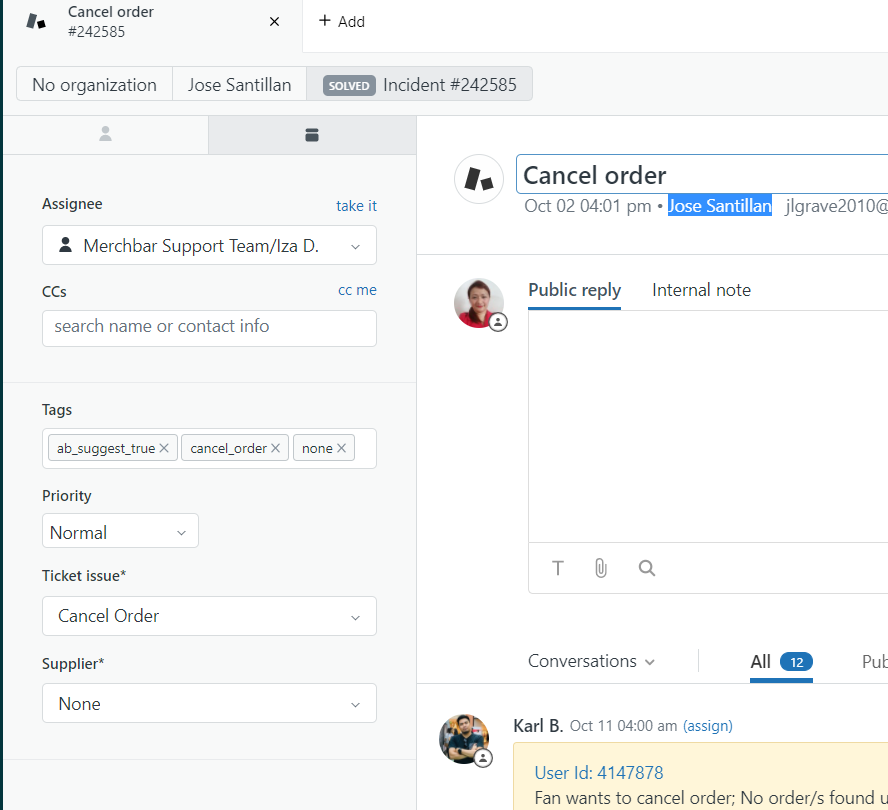 Cancel order
#242585
Add
No organization
Jose Santillan
SOLVED Incident #242585
Assignee
take it
Merchbar Support Team/Iza D.
CCs
cc me
search name or contact info
Tags
ab_suggest_true
cancel_order
none
Priority
Normal
Ticket issue*
Cancel Order
Supplier*
None
Cancel order
Oct 02 04:01 pm • Jose Santillan jlgrave2010@
Public reply
Internal note
Conversations
All 12
Pub
Karl B. Oct 11 04:00 am (assign)
User Id: 4147878
Fan wants to cancel order; No order/s found u